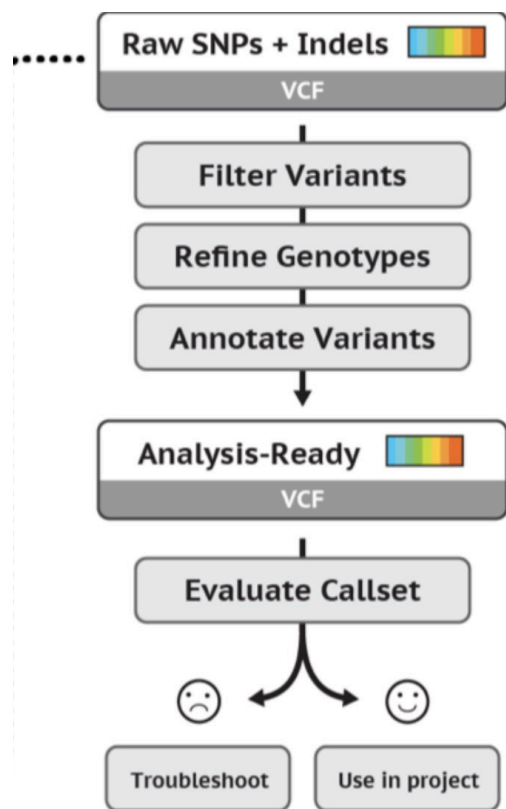 Raw SNPs + Indels
VCF
Filter Variants
Refine Genotypes
Annotate Variants
Analysis-Ready
VCF
Evaluate Callset
Troubleshoot
Use in project